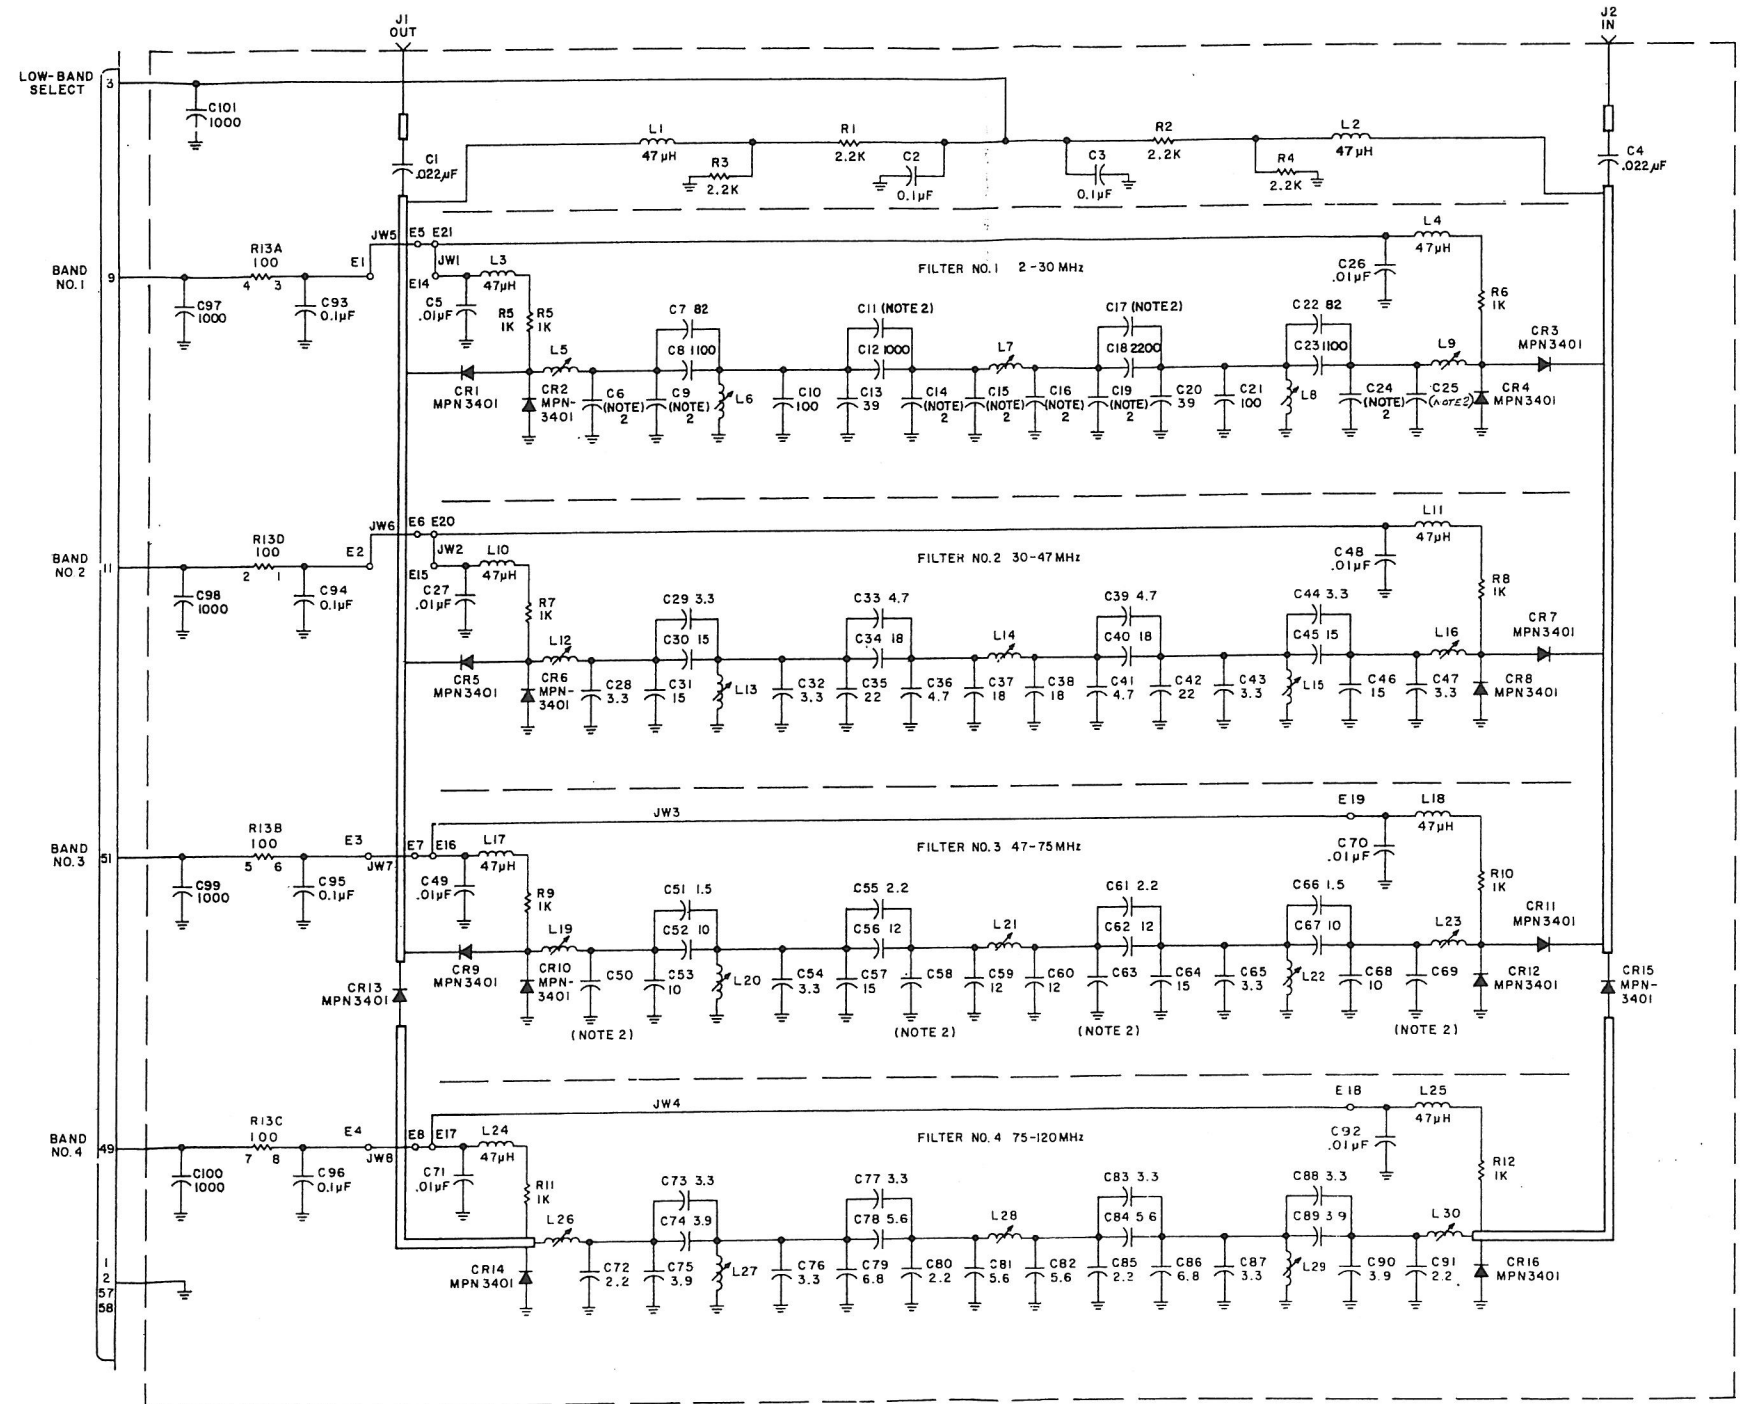 J1
OUT
J2
IN
LOW-BAND
SELECT
3
C101
1000
C1
.022µF
L1
47µH
R3
2.2K
R1
2.2K
C2
0.1µF
C3
0.1µF
R2
2.2K
R4
2.2K
L2
47µH
C4
.022µF
BAND
NO.1
9
C97
1000
R13A
100
4 3
C93
0.1µF
E1
JW5
E5 E21
JW1
E14
L3
47µH
C5
.01µF
R5
1K
R5
1K
FILTER NO.1 2-30 MHz
C26
.01µF
L4
47µH
R6
1K
CR1
MPN3401
CR2
MPN-
3401
L5
C6
(NOTE)
2
C7 82
C8 1100
C9
(NOTE)
2
L6
C10
100
C11 (NOTE 2)
C12 1000
C13
39
C14
(NOTE)
2
L7
C15
(NOTE)
2
C16
(NOTE)
2
C17 (NOTE 2)
C18 2200
C19
(NOTE)
2
C20
39
C21
100
C22 82
C23 1100
L8
C24
(NOTE)
2
C25
(NOTE 2)
L9
CR3
MPN3401
CR4
MPN3401
BAND
NO.2
11
C98
1000
R13D
100
2 1
C94
0.1µF
E2
JW6
E6 E20
JW2
E15
L10
47µH
C27
.01µF
R7
1K
FILTER NO.2 30-47 MHz
C48
.01µF
L11
47µH
R8
1K
CR5
MPN3401
CR6
MPN-
3401
L12
C28
3.3
C29 3.3
C30 15
C31
15
L13
C32
3.3
C33 4.7
C34 18
C35
22
C36
4.7
L14
C37
18
C38
18
C39 4.7
C40 18
C41
4.7
C42
22
C43
3.3
C44 3.3
C45 15
L15
C46
15
C47
3.3
L16
CR7
MPN3401
CR8
MPN3401
BAND
NO.3
51
C99
1000
R13B
100
5 6
C95
0.1µF
E3
JW7
E7 E16
JW3
L17
47µH
C49
.01µF
R9
1K
FILTER NO.3 47-75MHz
E19
C70
.01µF
L18
47µH
R10
1K
CR9
MPN3401
CR10
MPN-
3401
L19
C50
C51 1.5
C52 10
C53
10
L20
C54
3.3
C55 2.2
C56 12
C57
15
C58
L21
C59
12
C60
12
C61 2.2
C62 12
C63
C64
15
C65
3.3
C66 1.5
C67 10
L22
C68
10
C69
L23
CR11
MPN3401
CR12
MPN3401
CR13
MPN3401
CR15
MPN-
3401
(NOTE 2)
(NOTE 2)
(NOTE 2)
(NOTE 2)
BAND
NO.4
49
C100
1000
R13C
100
7 8
C96
0.1µF
E4
JW8
E8 E17
JW4
L24
47µH
C71
.01µF
R11
1K
FILTER NO.4 75-120MHz
E18
C92
.01µF
L25
47µH
R12
1K
CR14
MPN3401
L26
C72
2.2
C73 3.3
C74 3.9
C75
3.9
L27
C76
3.3
C77 3.3
C78 5.6
C79
6.8
C80
2.2
L28
C81
5.6
C82
5.6
C83 3.3
C84 5.6
C85
2.2
C86
6.8
C87
3.3
C88 3.3
C89 3.9
L29
C90
3.9
C91
2.2
L30
CR16
MPN3401
1
2
57
58